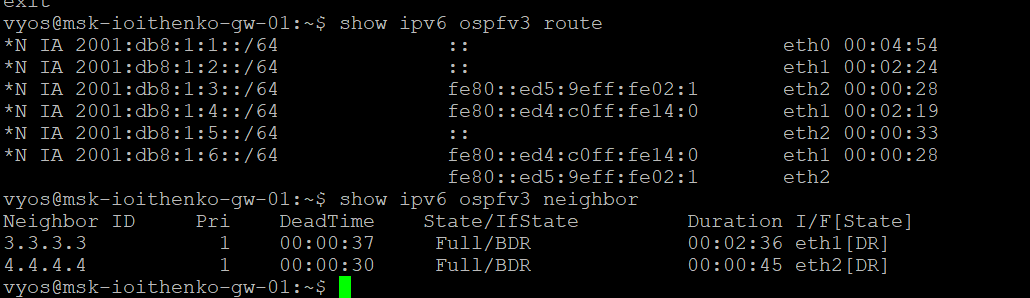 exit
vyos@msk-ioithenko-gw-01:~$ show ipv6 ospfv3 route
*N IA 2001:db8:1:1::/64 :: eth0 00:04:54
*N IA 2001:db8:1:2::/64 :: eth1 00:02:24
*N IA 2001:db8:1:3::/64 fe80::ed5:9eff:fe02:1 eth2 00:00:28
*N IA 2001:db8:1:4::/64 fe80::ed4:c0ff:fe14:0 eth1 00:02:19
*N IA 2001:db8:1:5::/64 :: eth2 00:00:33
*N IA 2001:db8:1:6::/64 fe80::ed4:c0ff:fe14:0 eth1 00:00:28
fe80::ed5:9eff:fe02:1 eth2
vyos@msk-ioithenko-gw-01:~$ show ipv6 ospfv3 neighbor
Neighbor ID Pri DeadTime State/IfState Duration I/F[State]
3.3.3.3 1 00:00:37 Full/BDR 00:02:36 eth1[DR]
4.4.4.4 1 00:00:30 Full/BDR 00:00:45 eth2[DR]
vyos@msk-ioithenko-gw-01:~$